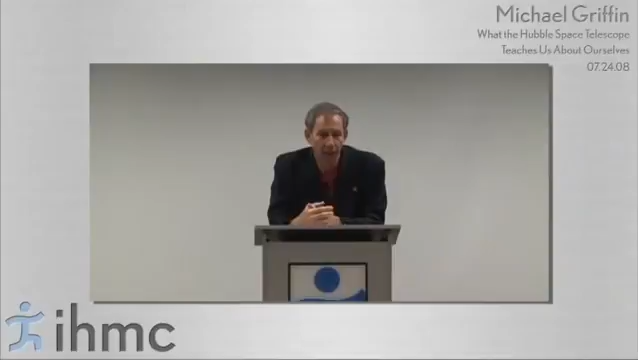 Michael Griffin
What the Hubble Space Telescope
Teaches Us About Ourselves
07.24.08
ihmc